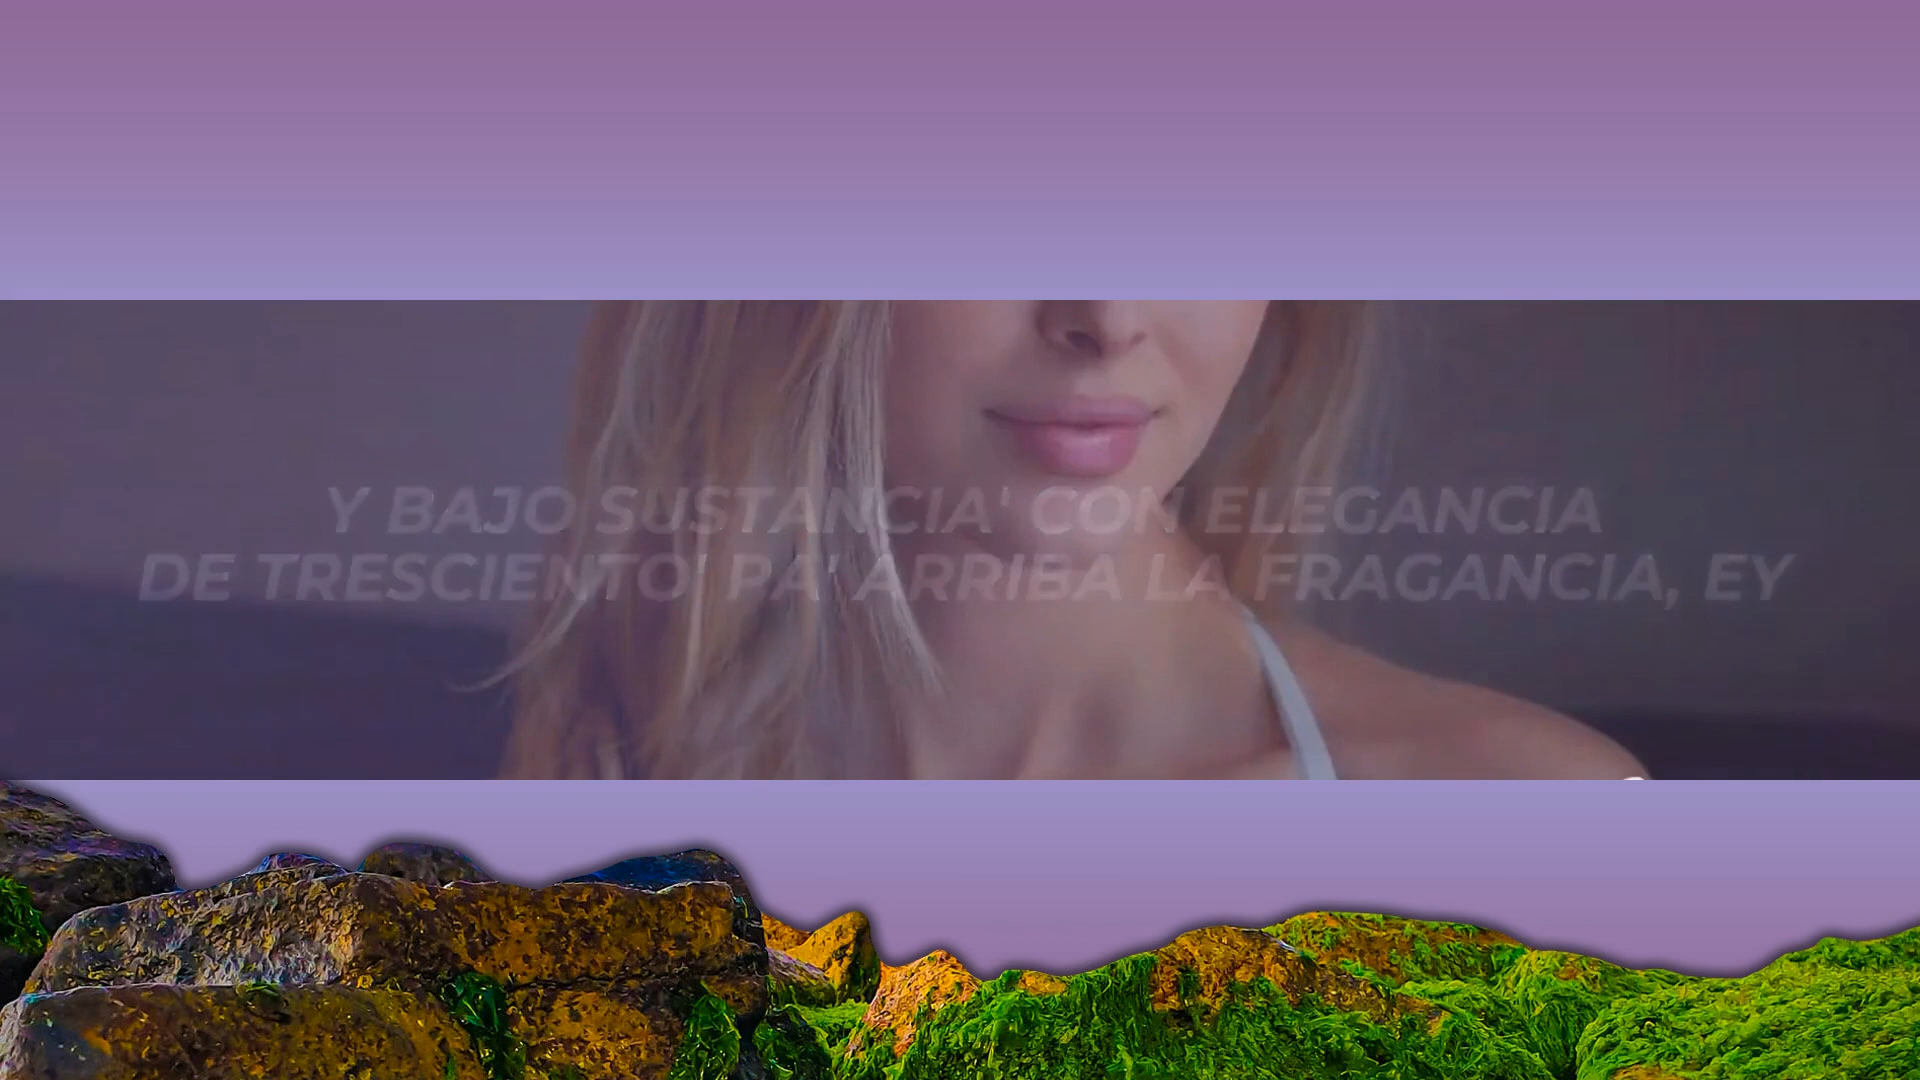 Y BAJO SUSTANCIA' CON ELEGANCIA
DE TRESCIENTO' PA' ARRIBA LA FRAGANCIA, EY